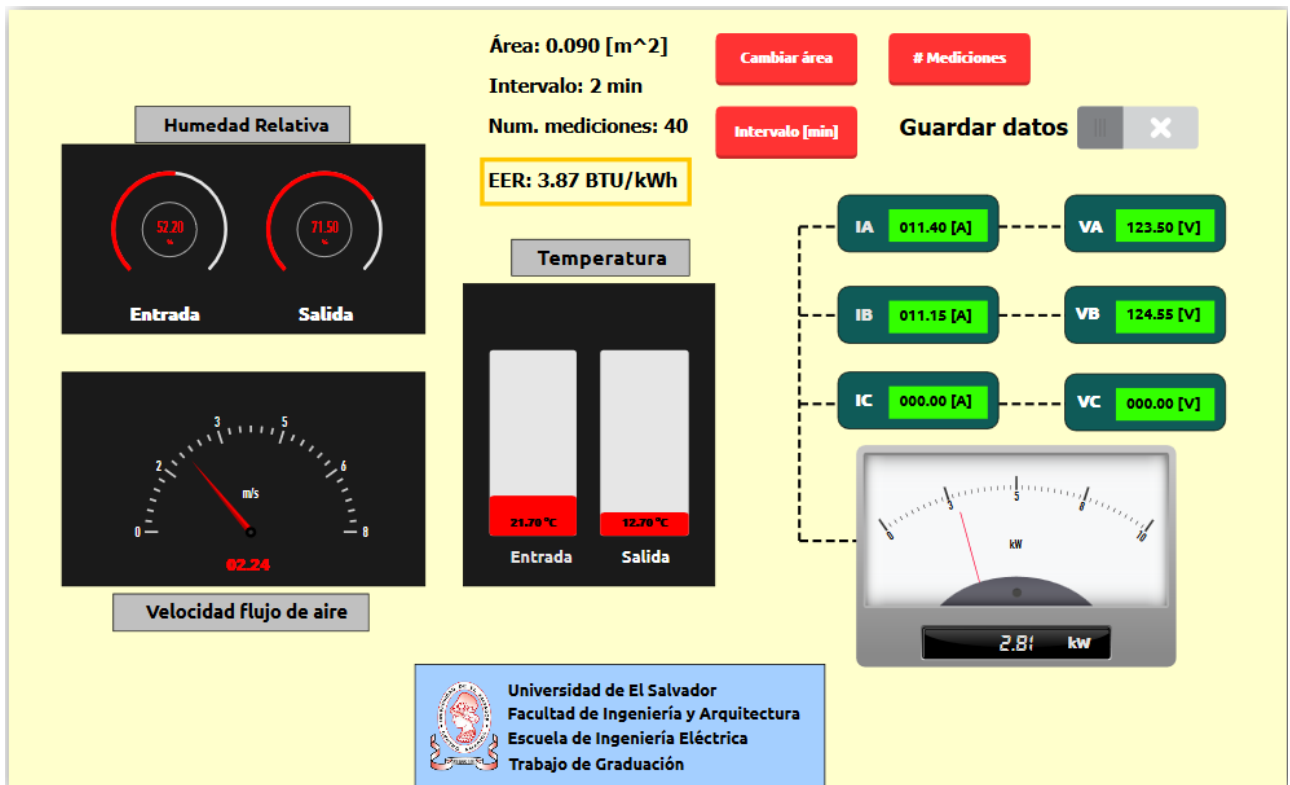 Área: 0.090 [m^2]
Intervalo: 2 min
Num. mediciones: 40
EER: 3.87 BTU/kWh
Cambiar área
# Mediciones
Intervalo [min]
Guardar datos
Humedad Relativa
52.20
%
71.50
%
Entrada
Salida
0
2
3
5
6
8
m/s
02.24
Velocidad flujo de aire
Temperatura
21.70 °C
12.70 °C
Entrada
Salida
IA 011.40 [A]
VA 123.50 [V]
IB 011.15 [A]
VB 124.55 [V]
IC 000.00 [A]
VC 000.00 [V]
0
3
5
8
10
kW
2.81 kW
Universidad de El Salvador
Facultad de Ingeniería y Arquitectura
Escuela de Ingeniería Eléctrica
Trabajo de Graduación